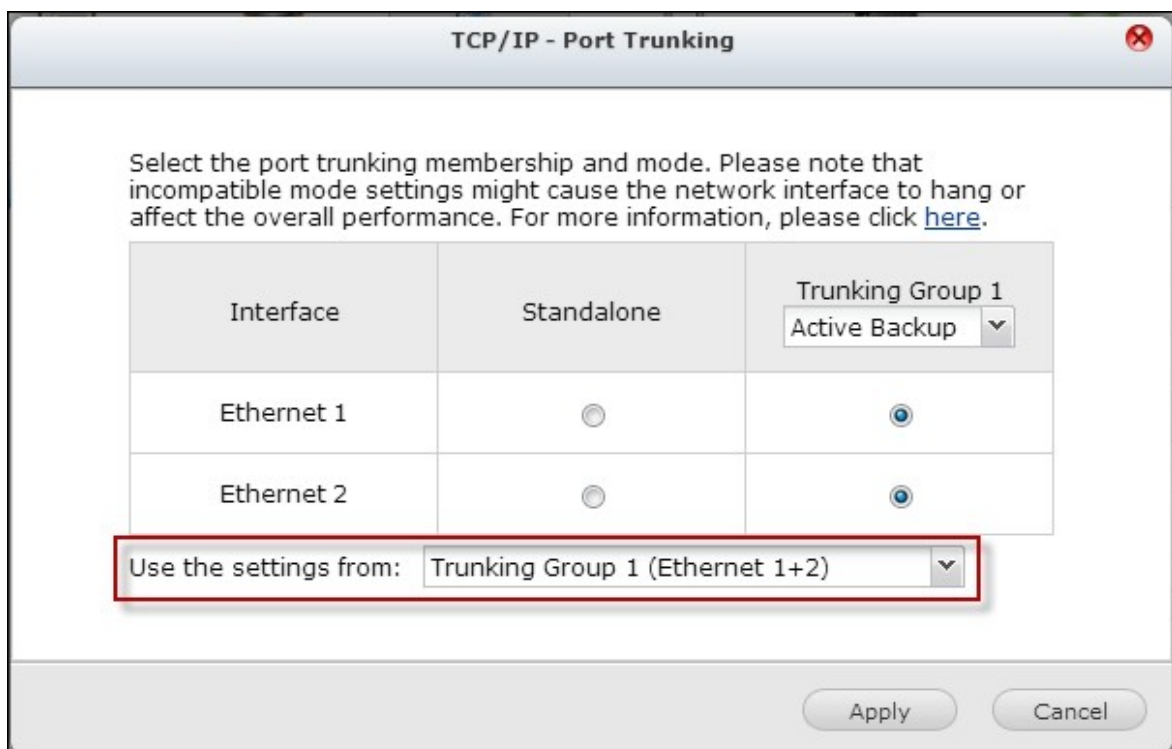 TCP/IP - Port Trunking
Select the port trunking membership and mode. Please note that
incompatible mode settings might cause the network interface to hang or
affect the overall performance. For more information, please click here.
Interface
Standalone
Trunking Group 1
Active Backup
Ethernet 1
Ethernet 2
Use the settings from: Trunking Group 1 (Ethernet 1+2)
Apply
Cancel